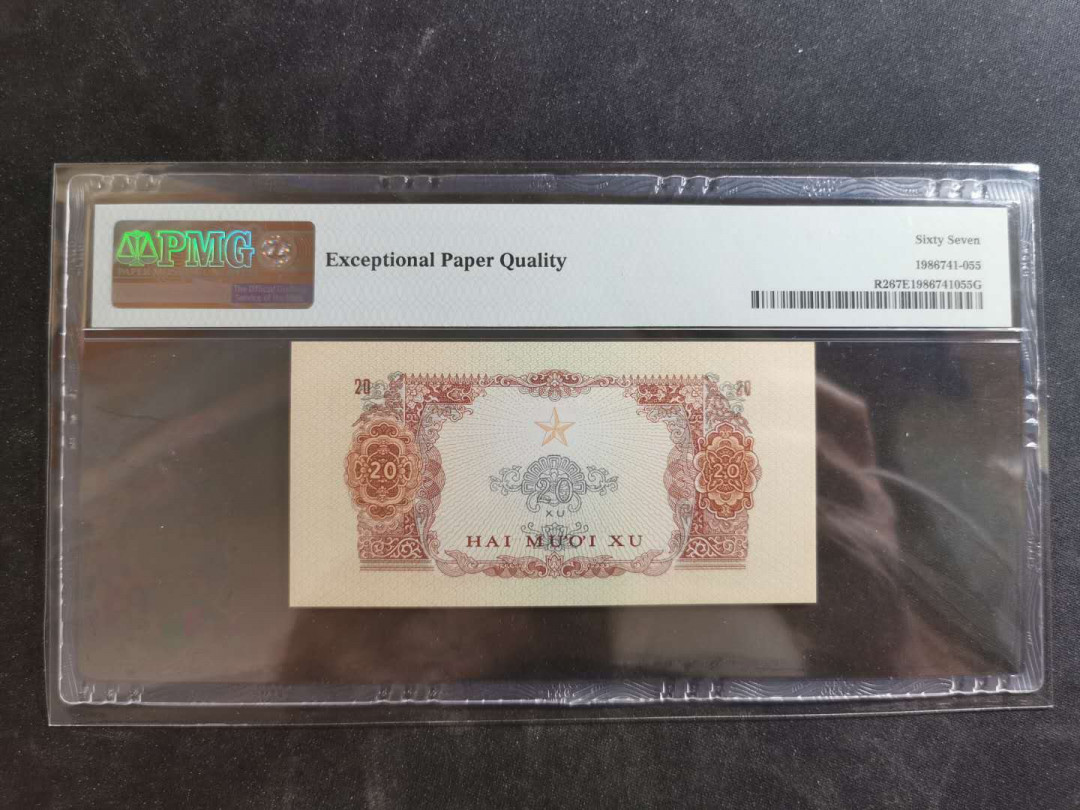 PMG
Exceptional Paper Quality
Sixty Seven
1986741-055
R267E1986741055G
20
20
20
20
20
XU
HAI MƯƠI XU